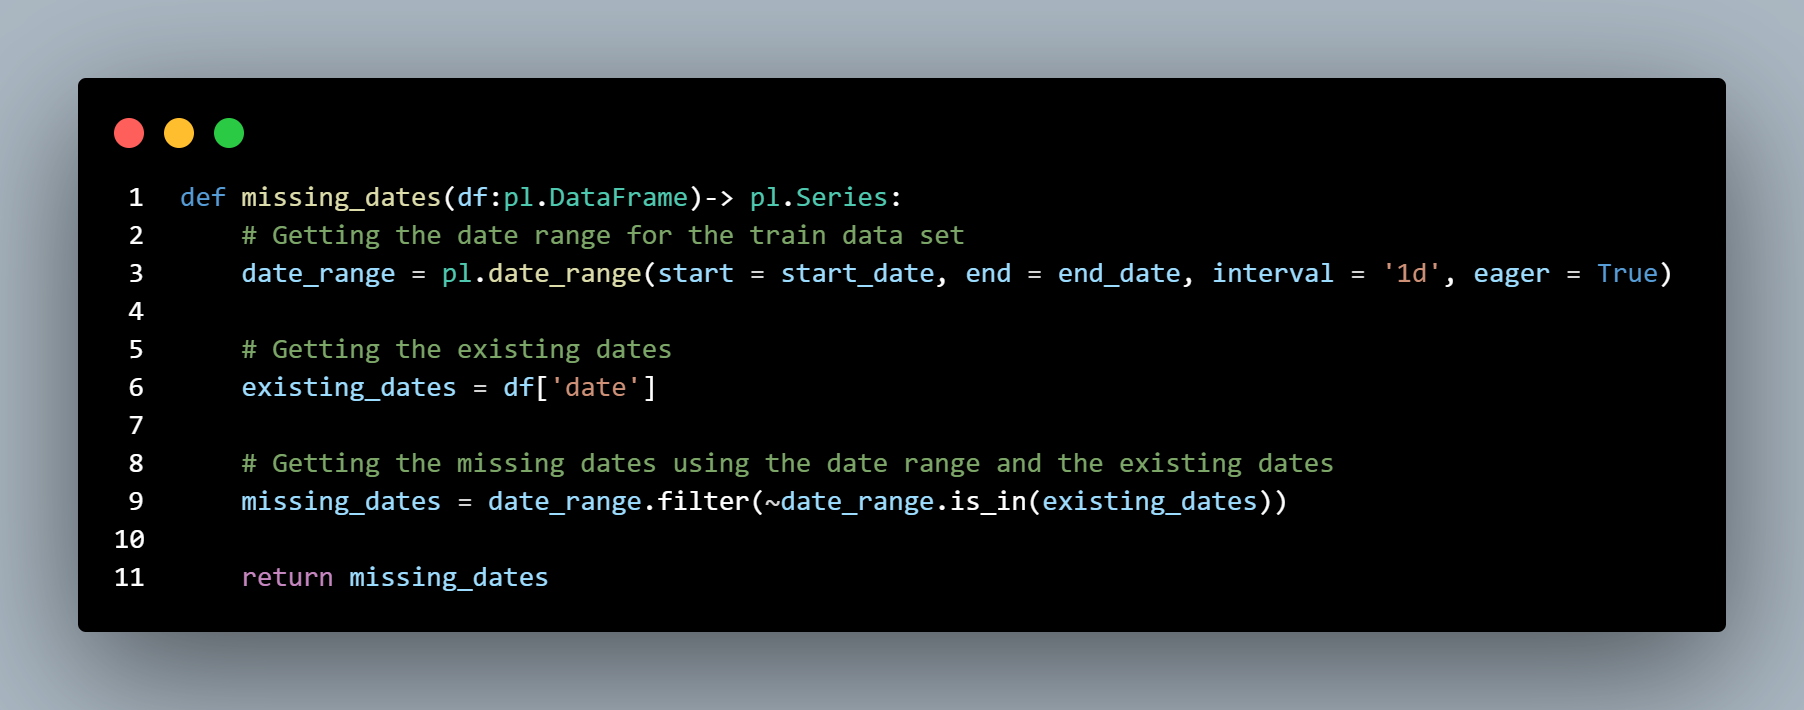 1 def missing_dates(df:pl.DataFrame)-> pl.Series:
2     # Getting the date range for the train data set
3     date_range = pl.date_range(start = start_date, end = end_date, interval = '1d', eager = True)
4
5     # Getting the existing dates
6     existing_dates = df['date']
7
8     # Getting the missing dates using the date range and the existing dates
9     missing_dates = date_range.filter(~date_range.is_in(existing_dates))
10
11     return missing_dates